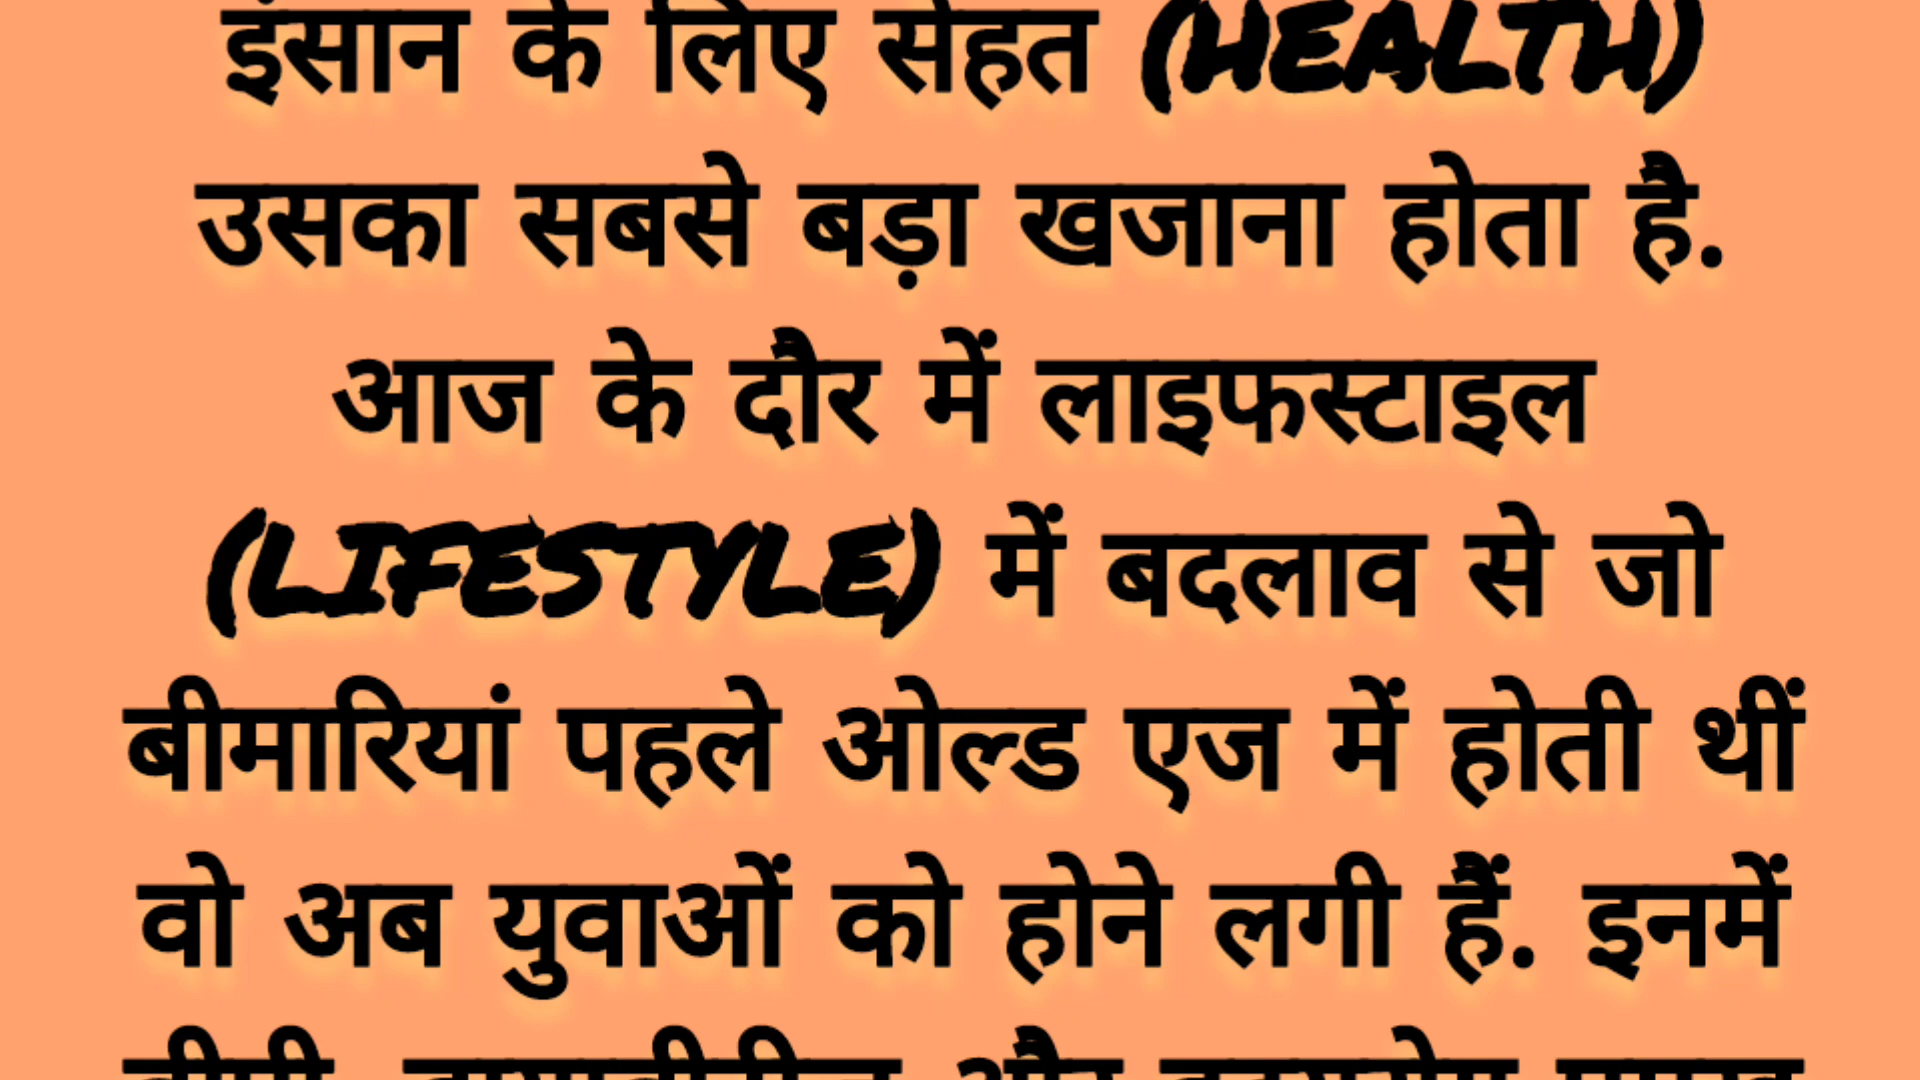 इंसान के लिए सेहत (HEALTH)
उसका सबसे बड़ा खजाना होता है.
आज के दौर में लाइफस्टाइल
(LIFESTYLE) में बदलाव से जो
बीमारियां पहले ओल्ड एज में होती थीं
वो अब युवाओं को होने लगी हैं. इनमें